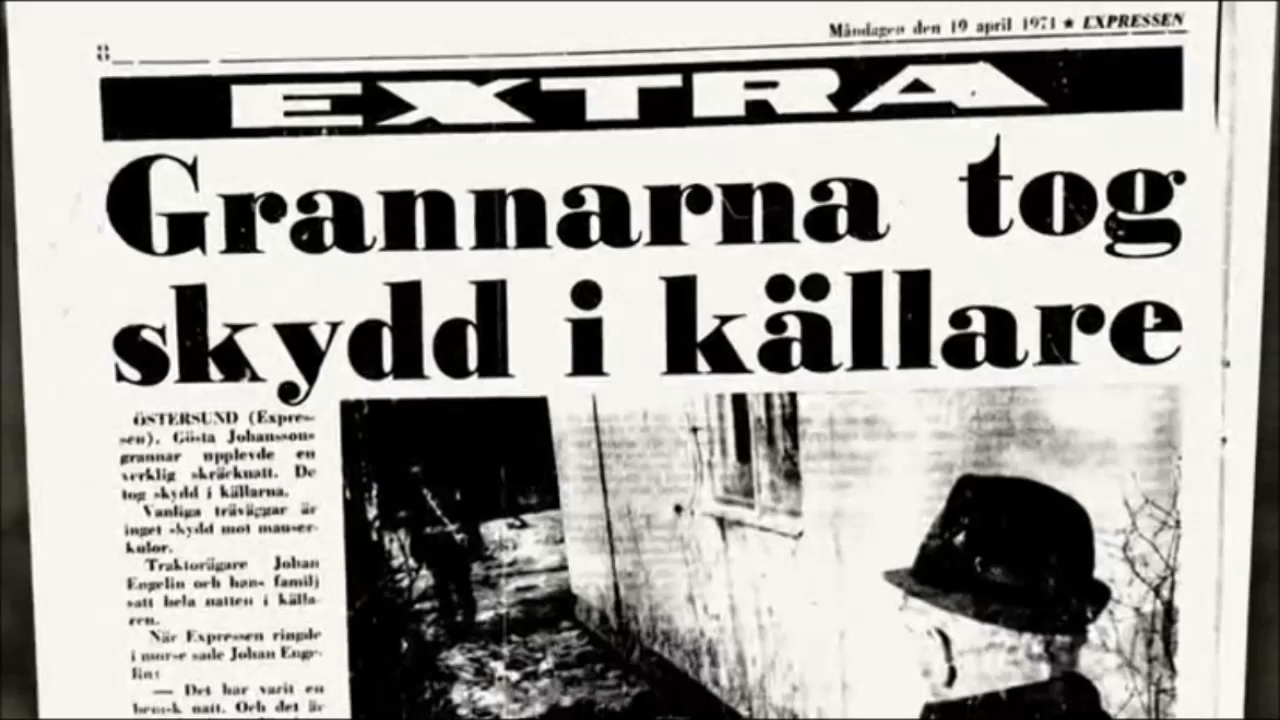 Måndagen den 19 april 1971 ★ EXPRESSEN
8
EXTRA
Grannarna tog
skydd i källare
ÖSTERSUND (Expres-
sen). Gösta Johanssons
grannar upplevde en
verklig skräcknatt. De
tog skydd i källarna.
Vanliga träväggar är
inget skydd mot mauser-
kulor.
Traktorägare Johan
Engelin och hans familj
satt hela natten i källa-
ren.
När Expressen ringde
i morse sade Johan Enge-
lin:
— Det har varit en
hemsk natt. Och det är